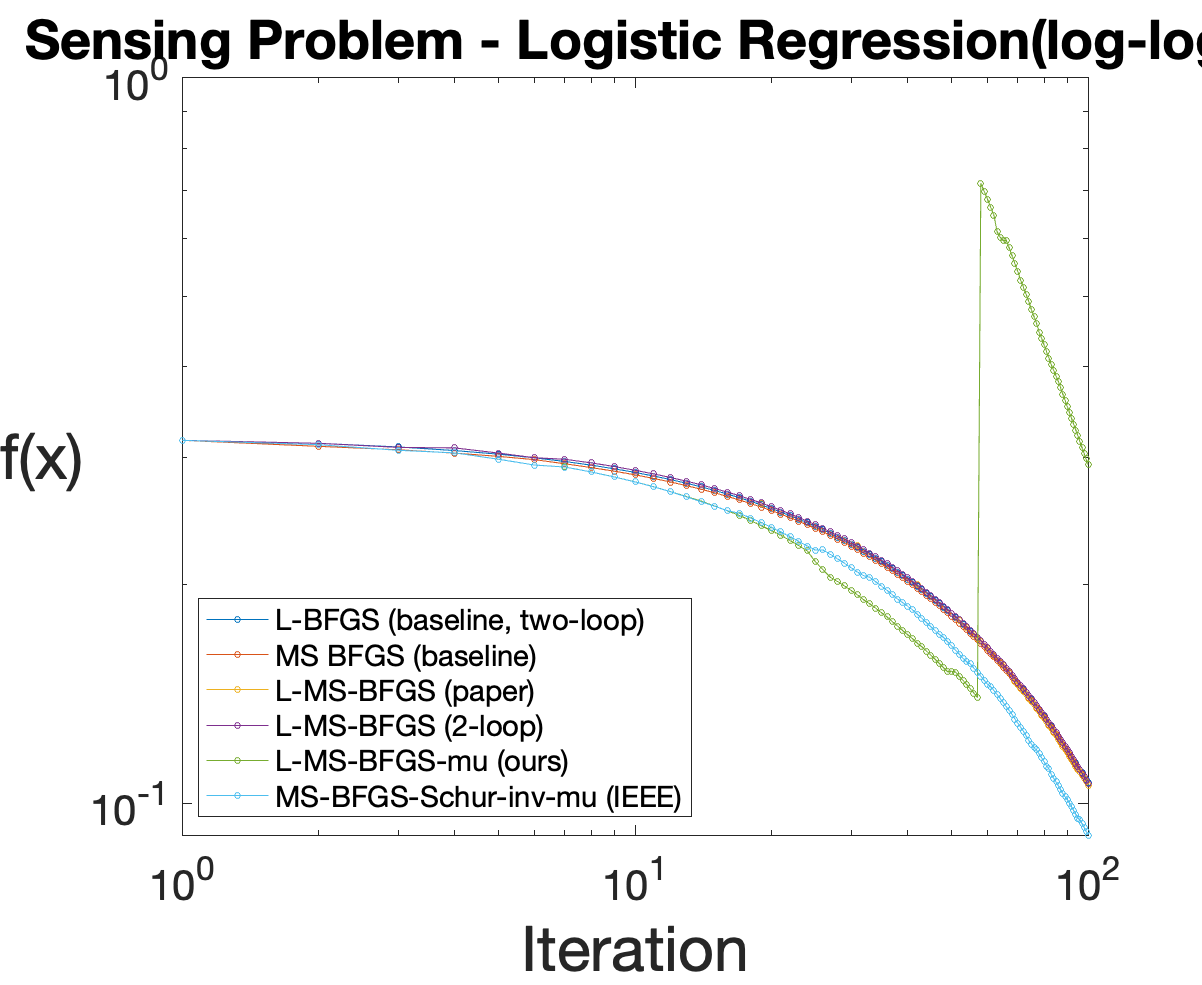 Sensing Problem - Logistic Regression(log-log
10^0
f(x)
L-BFGS (baseline, two-loop)
MS BFGS (baseline)
L-MS-BFGS (paper)
L-MS-BFGS (2-loop)
L-MS-BFGS-mu (ours)
MS-BFGS-Schur-inv-mu (IEEE)
10^-1
10^0 10^1 10^2
Iteration